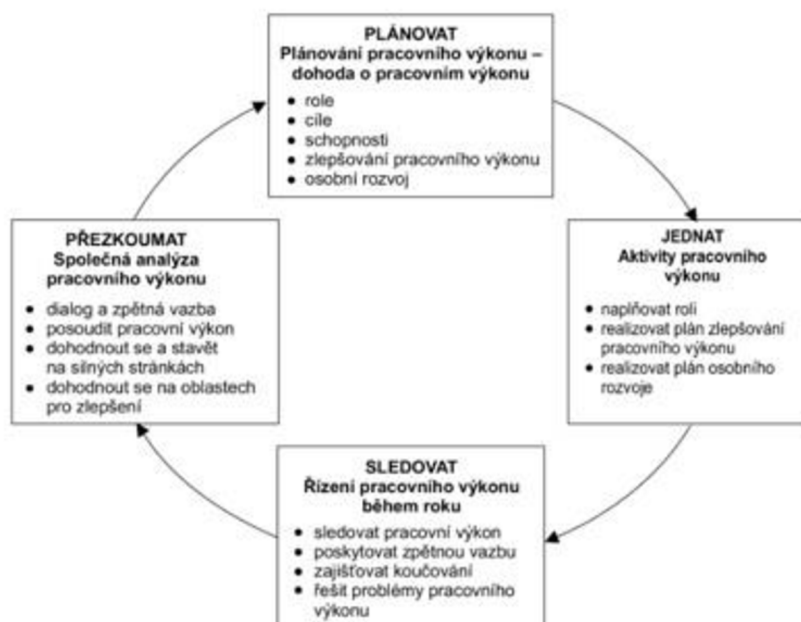 PLÁNOVAT
Plánování pracovního výkonu –
dohoda o pracovním výkonu
● role
● cíle
● schopnosti
● zlepšování pracovního výkonu
● osobní rozvoj
JEDNAT
Aktivity pracovního
výkonu
● naplňovat roli
● realizovat plán zlepšování
pracovního výkonu
● realizovat plán osobního
rozvoje
SLEDOVAT
Řízení pracovního výkonu
během roku
● sledovat pracovní výkon
● poskytovat zpětnou vazbu
● zajišťovat koučování
● řešit problémy pracovního
výkonu
PŘEZKOUMAT
Společná analýza
pracovního výkonu
● dialog a zpětná vazba
● posoudit pracovní výkon
● dohodnout se a stavět
na silných stránkách
● dohodnout se na oblastech
pro zlepšení